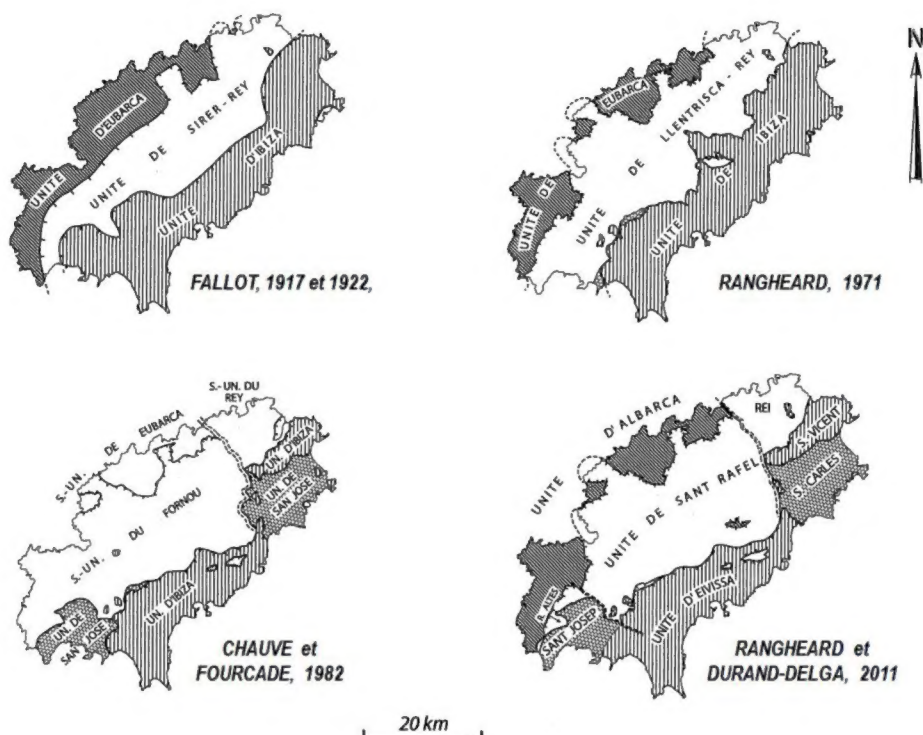 UNITE D'EUBARCA
UNITE DE SIRER-REY
UNITE D'IBIZA
FALLOT, 1917 et 1922,
UNITE DE EUBARCA
UNITE DE LLENTRISCA-REY
UNITE DE IBIZA
RANGHEARD, 1971
N
S.-UN. DU
REY
S.-UN. DE EUBARCA
S.-UN. DU FORNOU
UN. D'IBIZA
UN. DE
SAN JOSE
UN. D'IBIZA
UN. DE
SAN JOSE
CHAUVE et
FOURCADE, 1982
UNITE D'ALBARCA
REI
S. VICENT
S. CARLES
UNITE DE SANT RAFEL
B. AITES
SANT JOSEP
UNITE D'EIVISSA
RANGHEARD et
DURAND-DELGA, 2011
20 km